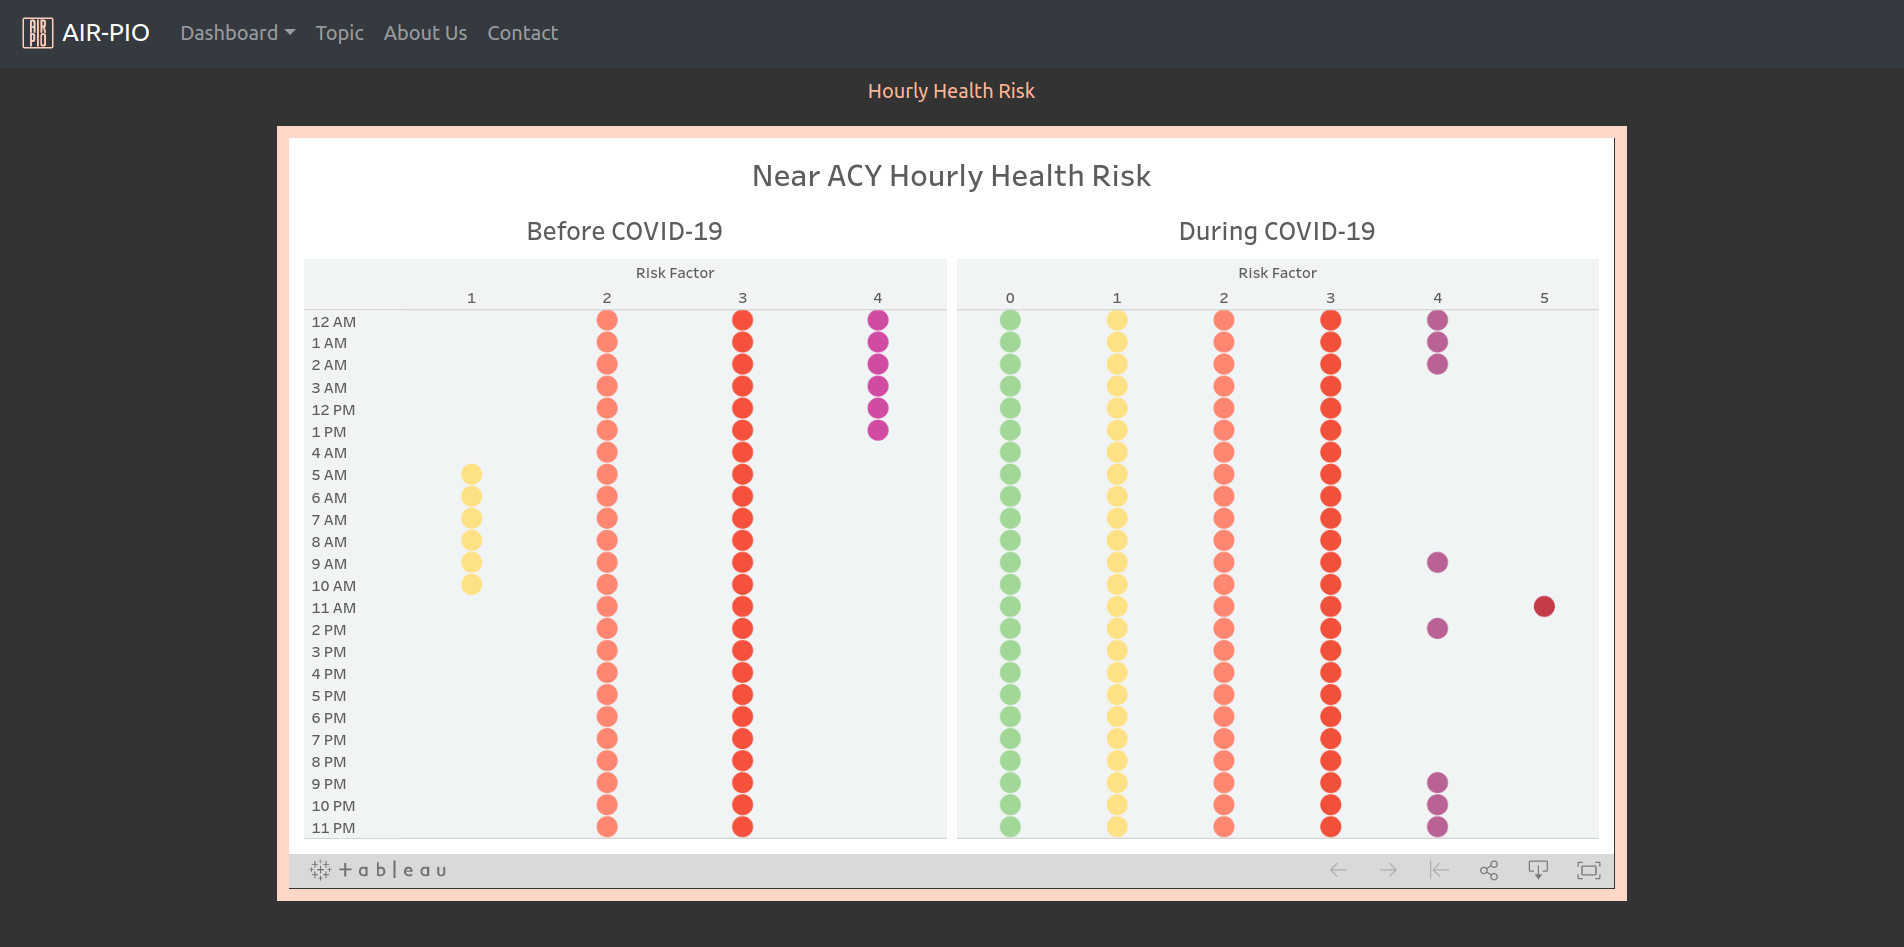 AIR-PIO Dashboard Topic About Us Contact
Hourly Health Risk
Near ACY Hourly Health Risk
Before COVID-19
During COVID-19
Risk Factor
1 2 3 4
Risk Factor
0 1 2 3 4 5
12 AM
1 AM
2 AM
3 AM
12 PM
1 PM
4 AM
5 AM
6 AM
7 AM
8 AM
9 AM
10 AM
11 AM
2 PM
3 PM
4 PM
5 PM
6 PM
7 PM
8 PM
9 PM
10 PM
11 PM
+ableau